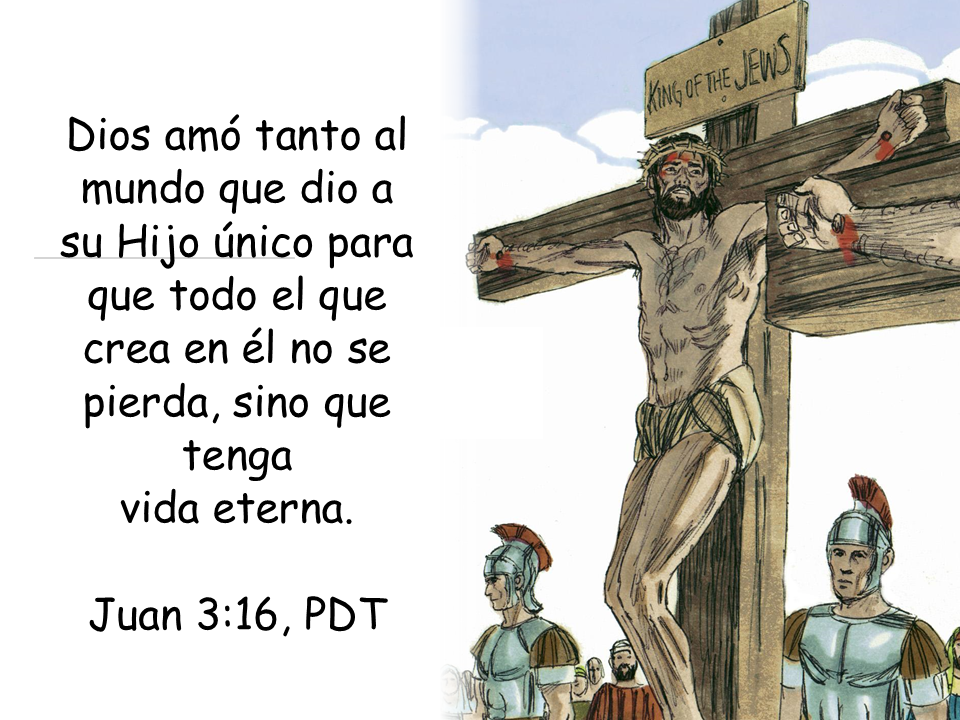 Dios amó tanto al
mundo que dio a
su Hijo único para
que todo el que
crea en él no se
pierda, sino que
tenga
vida eterna.
Juan 3:16, PDT
KING OF THE JEWS